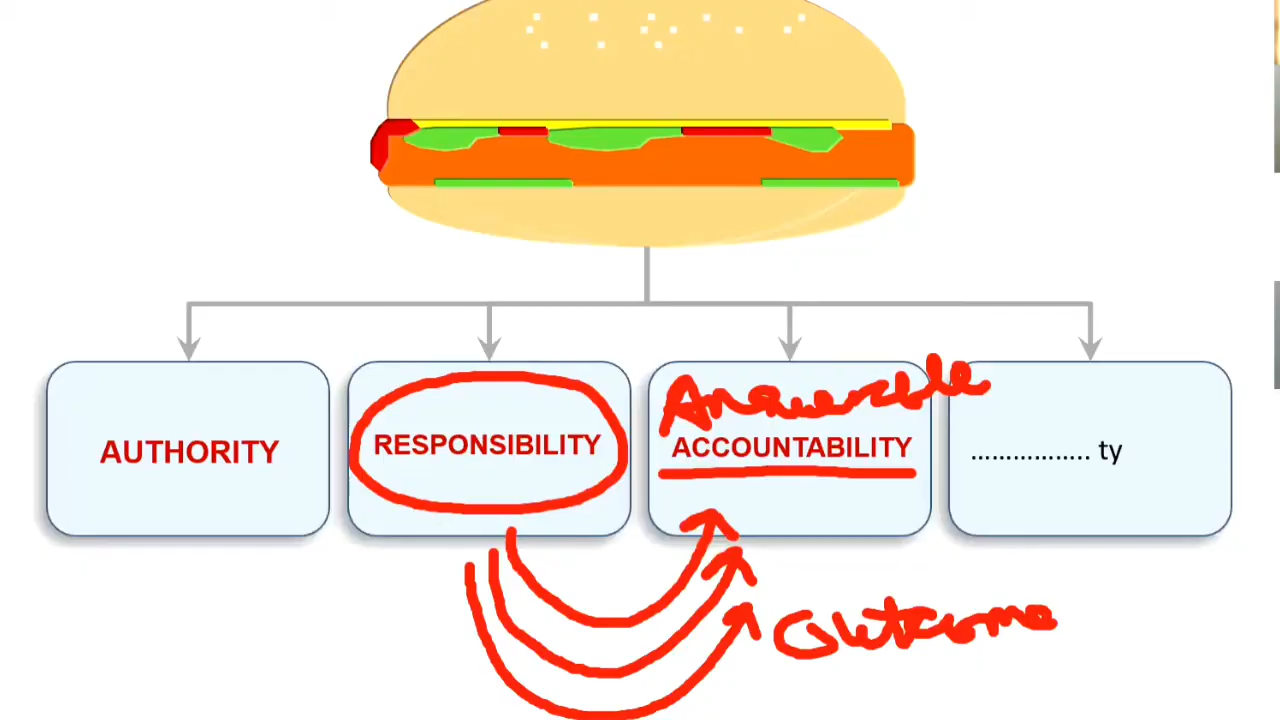 Answerable
AUTHORITY
RESPONSIBILITY
ACCOUNTABILITY
…………….. ty
Outcome